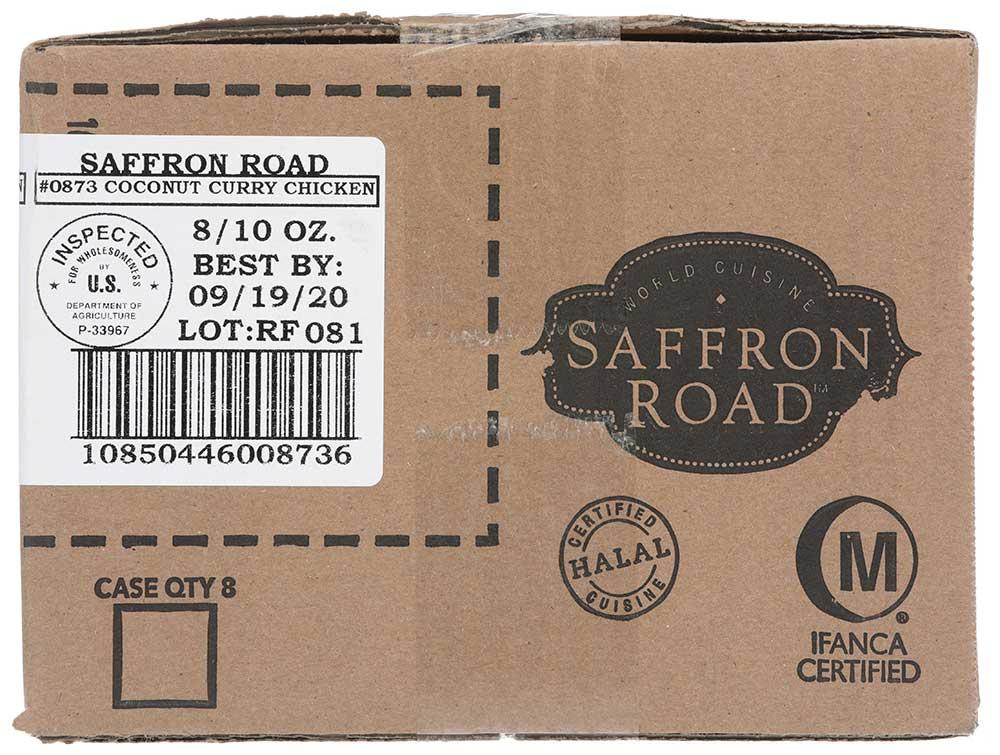 SAFFRON ROAD
#0873 COCONUT CURRY CHICKEN
INSPECTED
FOR WHOLESOMENESS
BY
U.S.
DEPARTMENT OF
AGRICULTURE
P-33967
8/10 OZ.
BEST BY:
09/19/20
LOT:RF 081
10850446008736
CASE QTY 8
WORLD CUISINE
SAFFRON
ROAD™
CERTIFIED
HALAL
CUISINE
M
®
IFANCA
CERTIFIED